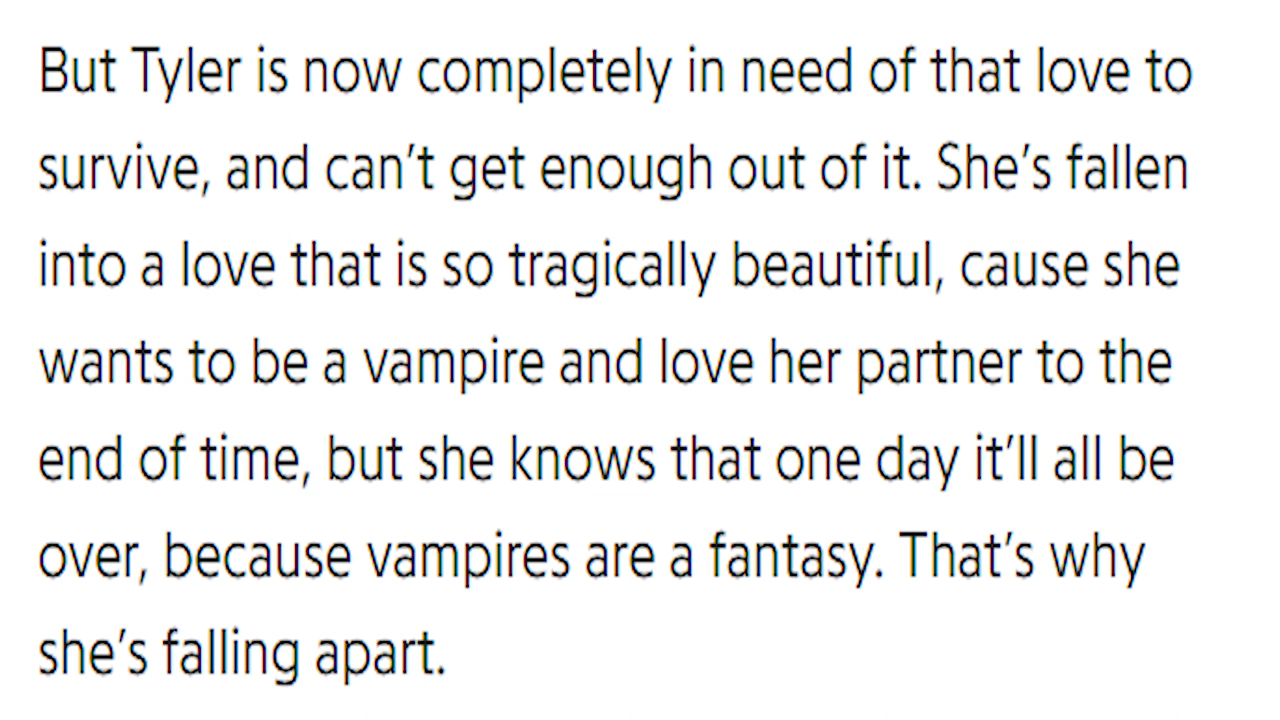 But Tyler is now completely in need of that love to
survive, and can’t get enough out of it. She’s fallen
into a love that is so tragically beautiful, cause she
wants to be a vampire and love her partner to the
end of time, but she knows that one day it’ll all be
over, because vampires are a fantasy. That’s why
she’s falling apart.